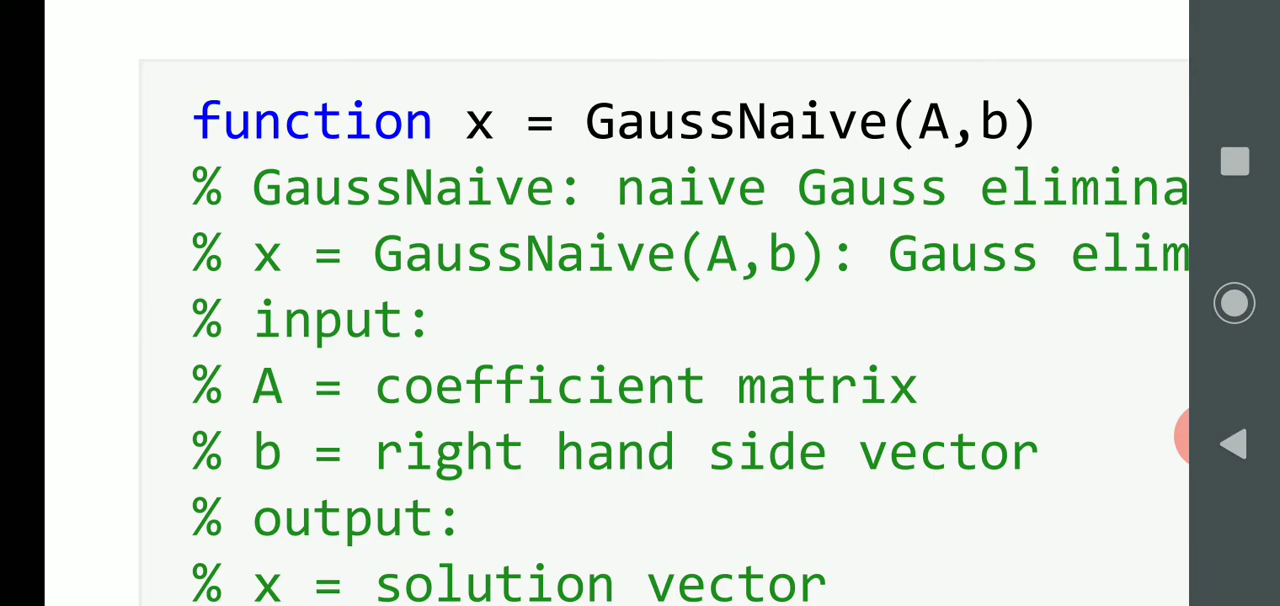 function x = GaussNaive(A,b)
% GaussNaive: naive Gauss elimina
% x = GaussNaive(A,b): Gauss elim
% input:
% A = coefficient matrix
% b = right hand side vector
% output:
% x = solution vector